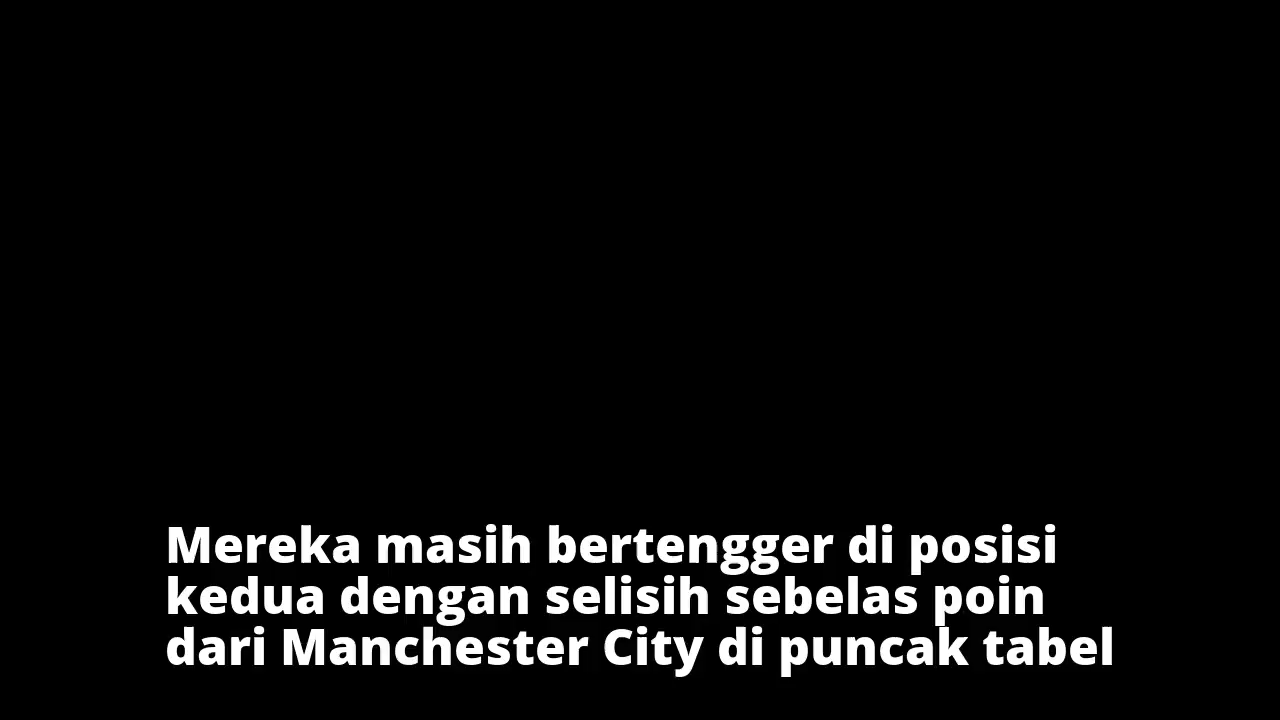 Mereka masih bertengger di posisi
kedua dengan selisih sebelas poin
dari Manchester City di puncak tabel